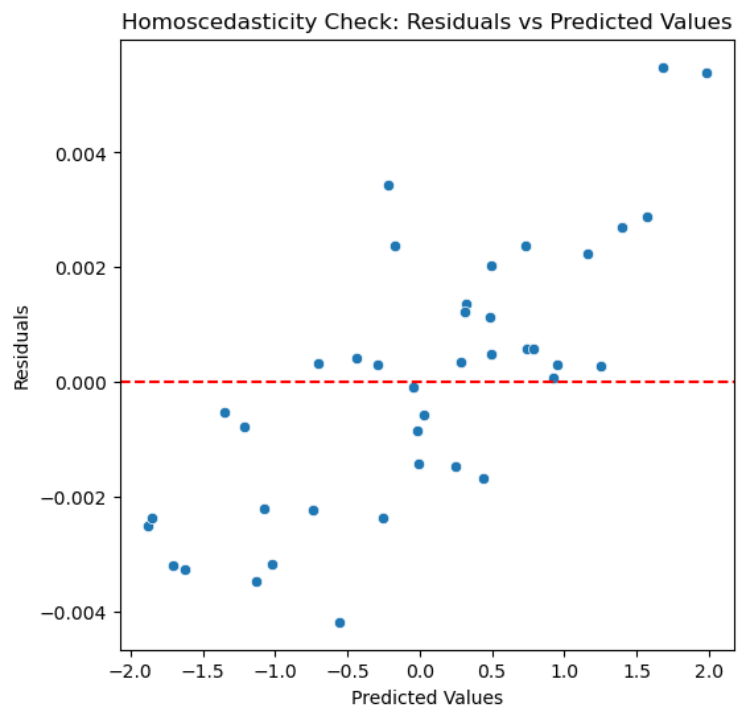 Homoscedasticity Check: Residuals vs Predicted Values
0.004
0.002
0.000
−0.002
−0.004
Residuals
−2.0 −1.5 −1.0 −0.5 0.0 0.5 1.0 1.5 2.0
Predicted Values